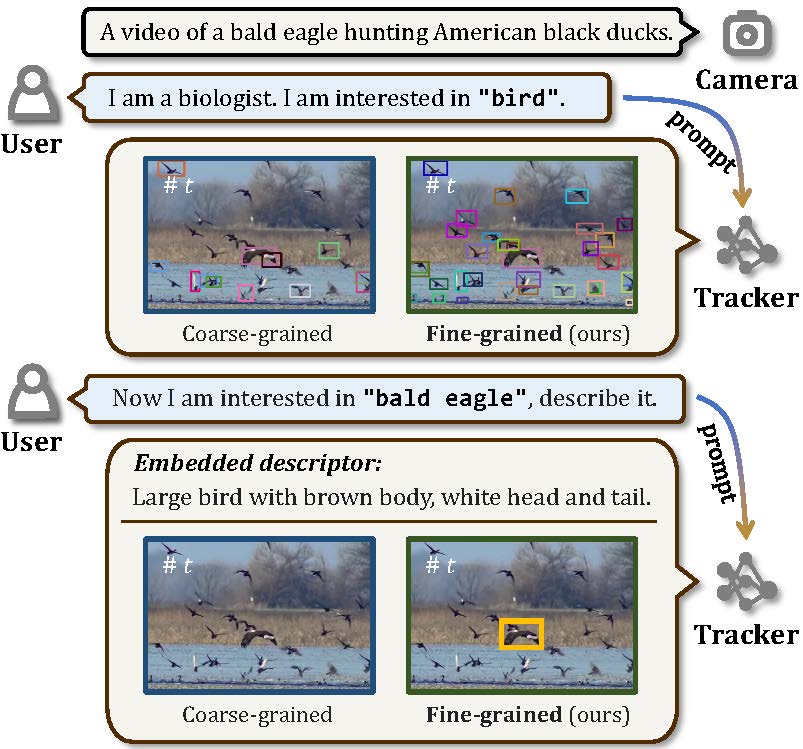 A video of a bald eagle hunting American black ducks.
Camera
User
I am a biologist. I am interested in "bird".
prompt
# t
# t
Coarse-grained
Fine-grained (ours)
Tracker
User
Now I am interested in "bald eagle", describe it.
prompt
Embedded descriptor:
Large bird with brown body, white head and tail.
# t
# t
Coarse-grained
Fine-grained (ours)
Tracker